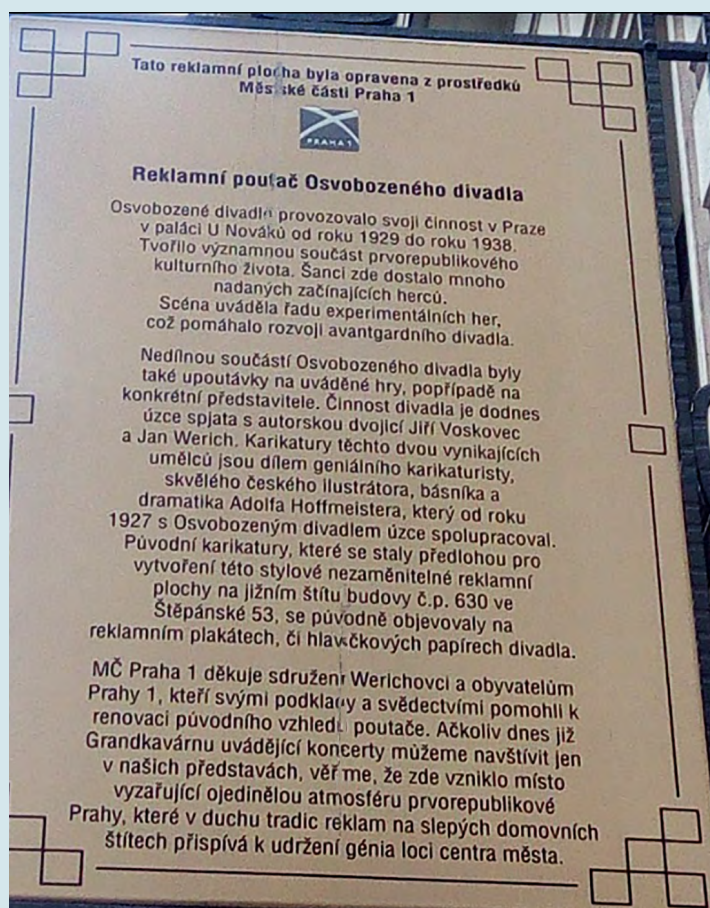 Tato reklamní plocha byla opravena z prostředků
Městské části Praha 1
PRAHA 1
Reklamní poutač Osvobozeného divadla
Osvobozené divadlo provozovalo svoji činnost v Praze
v paláci U Nováků od roku 1929 do roku 1938.
Tvořilo významnou součást prvorepublikového
kulturního života. Šanci zde dostalo mnoho
nadaných začínajících herců.
Scéna uváděla řadu experimentálních her,
což pomáhalo rozvoji avantgardního divadla.
Nedílnou součástí Osvobozeného divadla byly
také upoutávky na uváděné hry, popřípadě na
konkrétní představitele. Činnost divadla je dodnes
úzce spjata s autorskou dvojicí Jiří Voskovec
a Jan Werich. Karikatury těchto dvou vynikajících
umělců jsou dílem geniálního karikaturisty,
skvělého českého ilustrátora, básníka a
dramatika Adolfa Hoffmeistera, který od roku
1927 s Osvobozeným divadlem úzce spolupracoval.
Původní karikatury, které se staly předlohou pro
vytvoření této stylové nezaměnitelné reklamní
plochy na jižním štítu budovy č.p. 630 ve
Štěpánské 53, se původně objevovaly na
reklamním plakátech, či hlavičkových papírech divadla.
MČ Praha 1 děkuje sdružení Werichovci a obyvatelům
Prahy 1, kteří svými podklady a svědectvími pomohli k
renovaci původního vzhledu poutače. Ačkoliv dnes již
Grandkavárnu uvádějící koncerty můžeme navštívit jen
v našich představách, věřme, že zde vzniklo místo
vyzařující ojedinělou atmosféru prvorepublikové
Prahy, které v duchu tradic reklam na slepých domovních
štítech přispívá k udržení génia loci centra města.